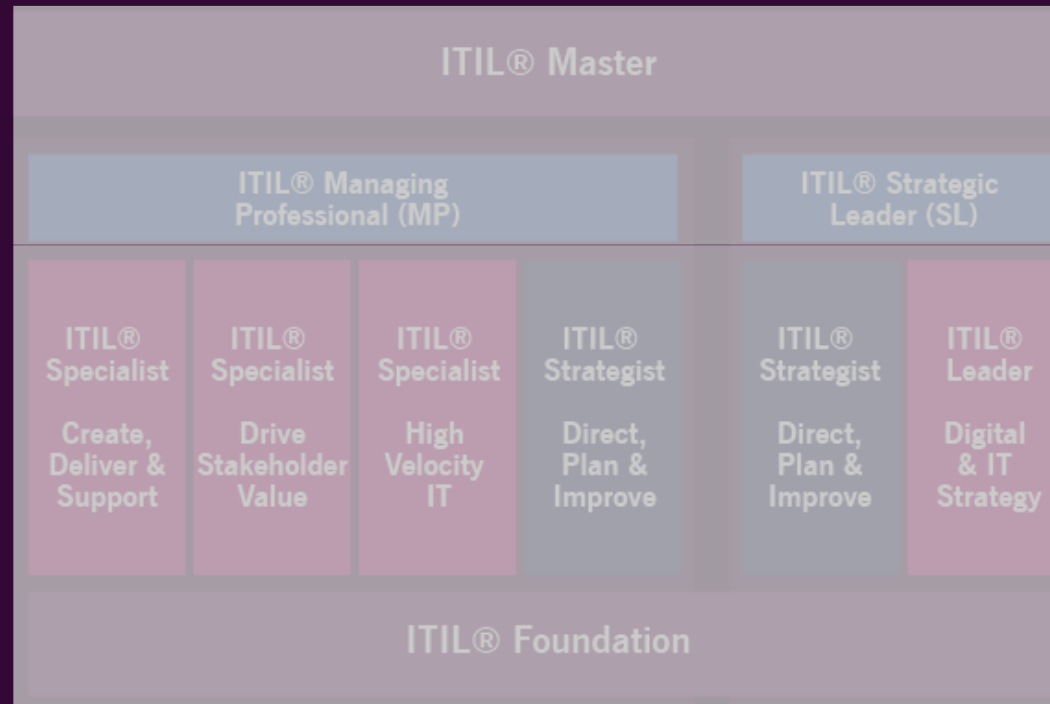 ITIL® Master
ITIL® Managing
Professional (MP)
ITIL® Strategic
Leader (SL)
ITIL®
Specialist
Create,
Deliver &
Support
ITIL®
Specialist
Drive
Stakeholder
Value
ITIL®
Specialist
High
Velocity
IT
ITIL®
Strategist
Direct,
Plan &
Improve
ITIL®
Strategist
Direct,
Plan &
Improve
ITIL®
Leader
Digital
& IT
Strategy
ITIL® Foundation